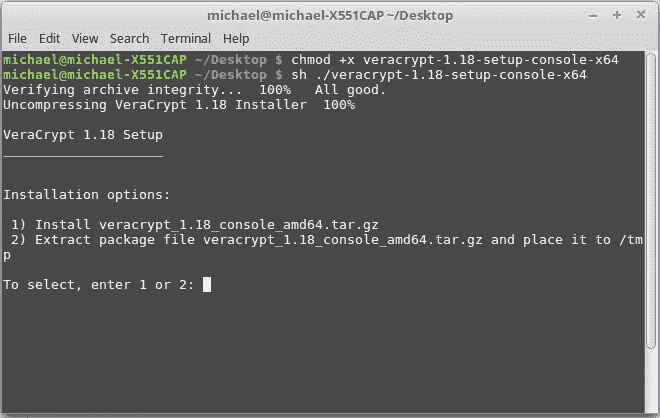 michael@michael-X551CAP ~/Desktop
File Edit View Search Terminal Help
michael@michael-X551CAP ~/Desktop $ chmod +x veracrypt-1.18-setup-console-x64
michael@michael-X551CAP ~/Desktop $ sh ./veracrypt-1.18-setup-console-x64
Verifying archive integrity...  100%   All good.
Uncompressing VeraCrypt 1.18 Installer  100%
VeraCrypt 1.18 Setup
____________________
Installation options:
1) Install veracrypt_1.18_console_amd64.tar.gz
2) Extract package file veracrypt_1.18_console_amd64.tar.gz and place it to /tm
p
To select, enter 1 or 2: